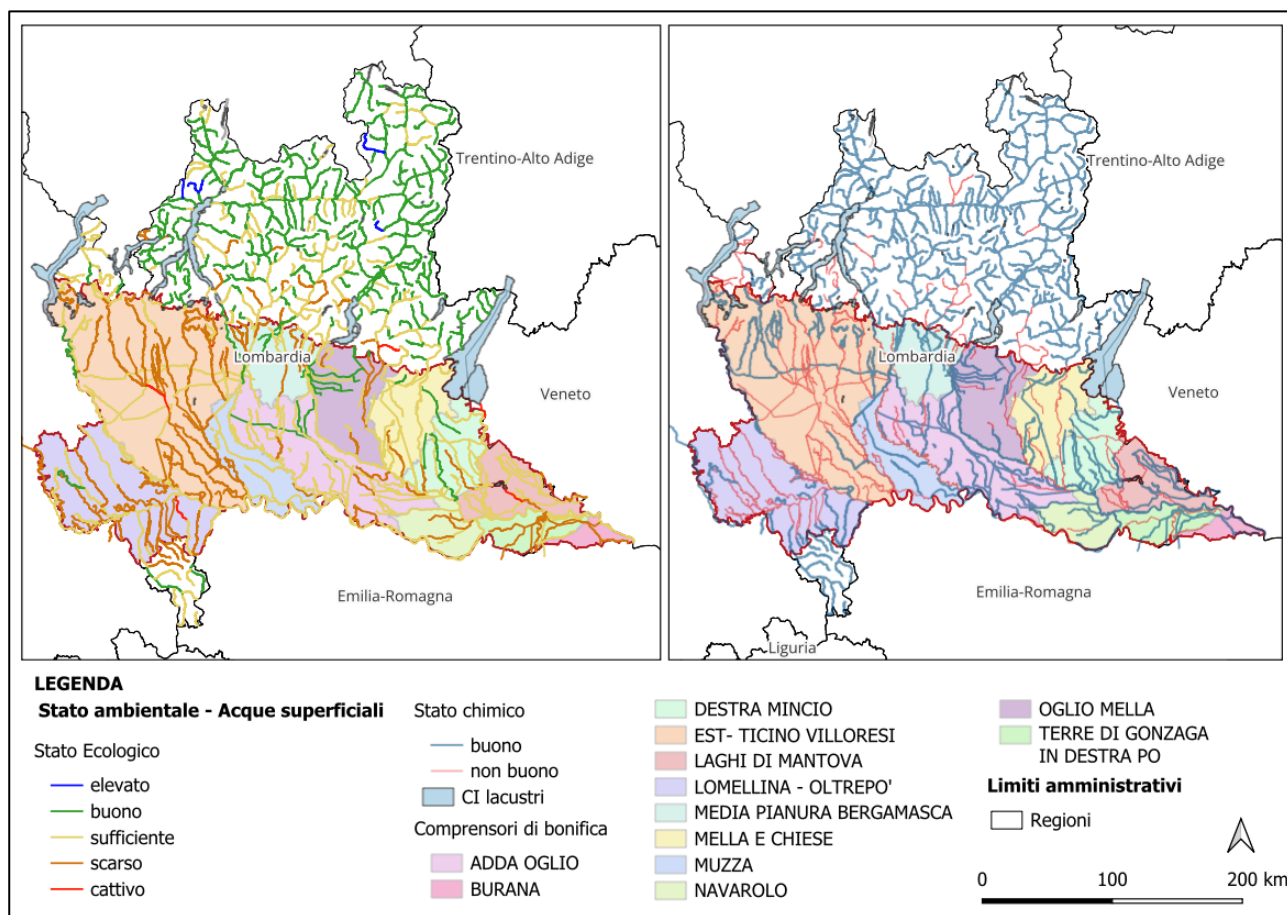 Trentino-Alto Adige
Lombardia
Veneto
Emilia-Romagna
Trentino-Alto Adige
Lombardia
Veneto
Emilia-Romagna
Liguria
LEGENDA
Stato ambientale - Acque superficiali
Stato Ecologico
elevato
buono
sufficiente
scarso
cattivo
Stato chimico
buono
non buono
CI lacustri
Comprensori di bonifica
ADDA OGLIO
BURANA
DESTRA MINCIO
EST- TICINO VILLORESI
LAGHI DI MANTOVA
LOMELLINA - OLTREPO'
MEDIA PIANURA BERGAMASCA
MELLA E CHIESE
MUZZA
NAVAROLO
OGLIO MELLA
TERRE DI GONZAGA
IN DESTRA PO
Limiti amministrativi
Regioni
0 100 200 km